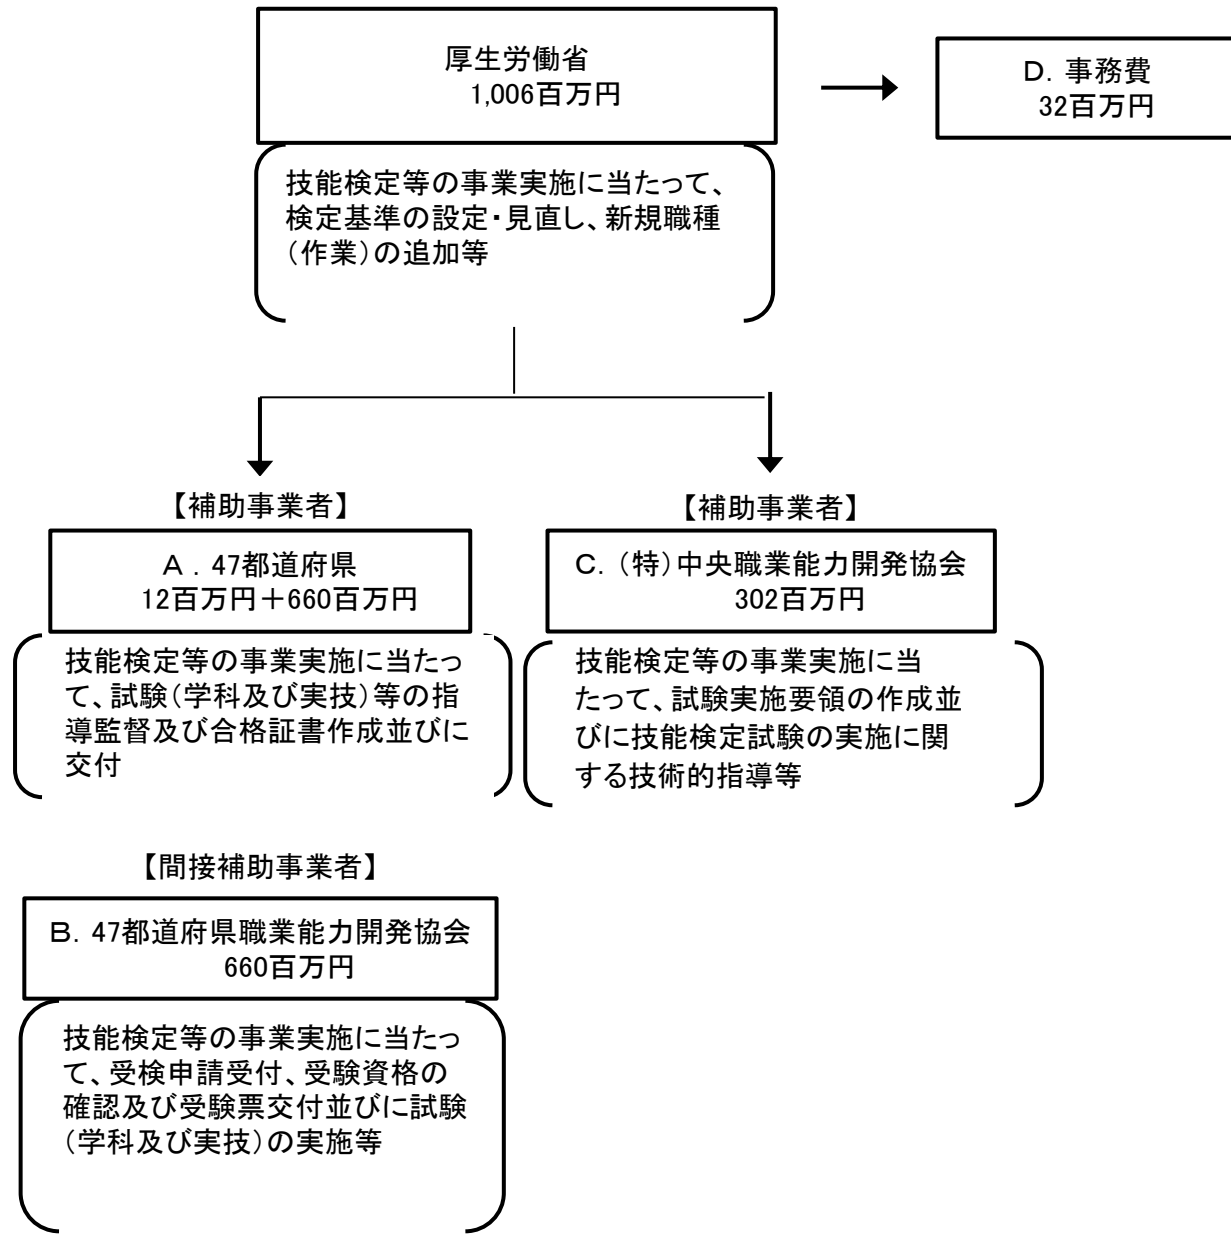 厚生労働省
1,006百万円
D．事務費
32百万円
技能検定等の事業実施に当たって、
検定基準の設定・見直し、新規職種
（作業）の追加等
【補助事業者】
A．47都道府県
12百万円＋660百万円
技能検定等の事業実施に当たっ
て、試験（学科及び実技）等の指
導監督及び合格証書作成並びに
交付
【補助事業者】
C．（特）中央職業能力開発協会
302百万円
技能検定等の事業実施に当
たって、試験実施要領の作成並
びに技能検定試験の実施に関
する技術的指導等
【間接補助事業者】
B．47都道府県職業能力開発協会
660百万円
技能検定等の事業実施に当たっ
て、受検申請受付、受験資格の
確認及び受験票交付並びに試験
（学科及び実技）の実施等